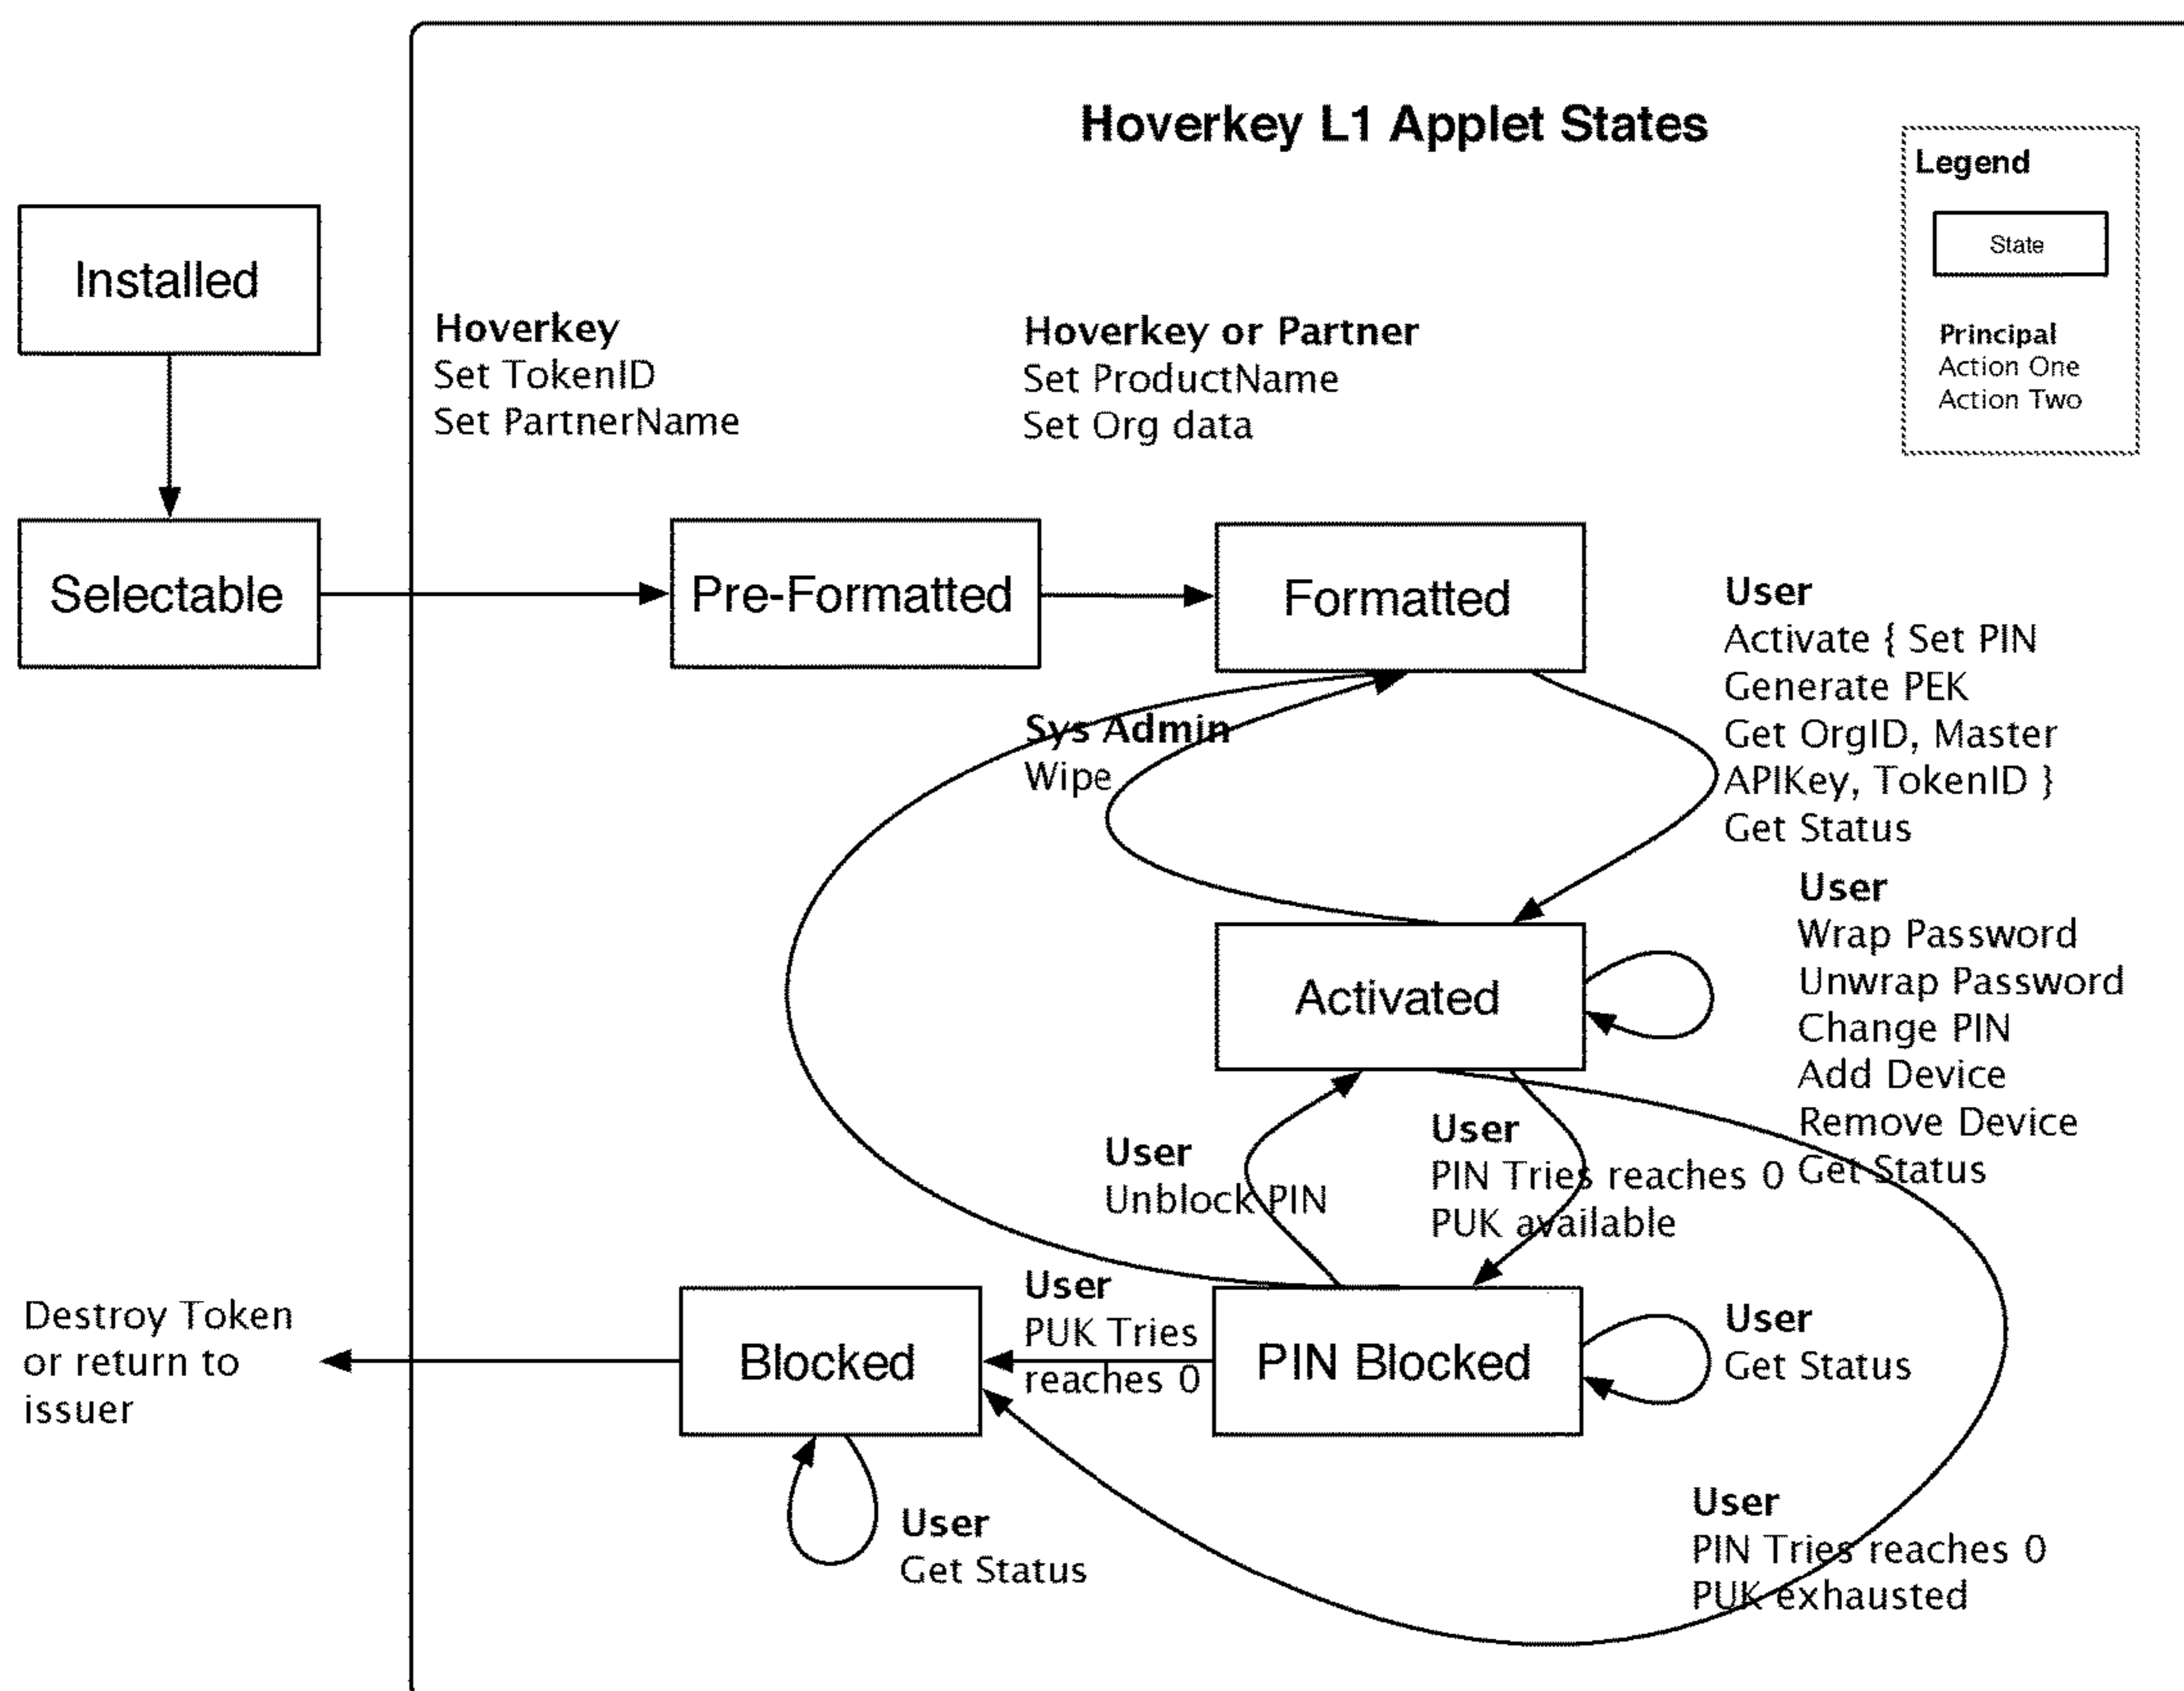 Hoverkey L1 Applet States
Legend
State
Principal
Action One
Action Two
Installed
Hoverkey
Set TokenID
Set PartnerName
Hoverkey or Partner
Set ProductName
Set Org data
Selectable
Pre-Formatted
Formatted
User
Activate { Set PIN
Generate PEK
Get OrgID, Master
APIKey, TokenID }
Get Status
Sys Admin
Wipe
Activated
User
Wrap Password
Unwrap Password
Change PIN
Add Device
Remove Device
Get Status
User
Unblock PIN
User
PIN Tries reaches 0
PUK available
Destroy Token
or return to
issuer
Blocked
User
PUK Tries
reaches 0
PIN Blocked
User
Get Status
User
Get Status
User
PIN Tries reaches 0
PUK exhausted